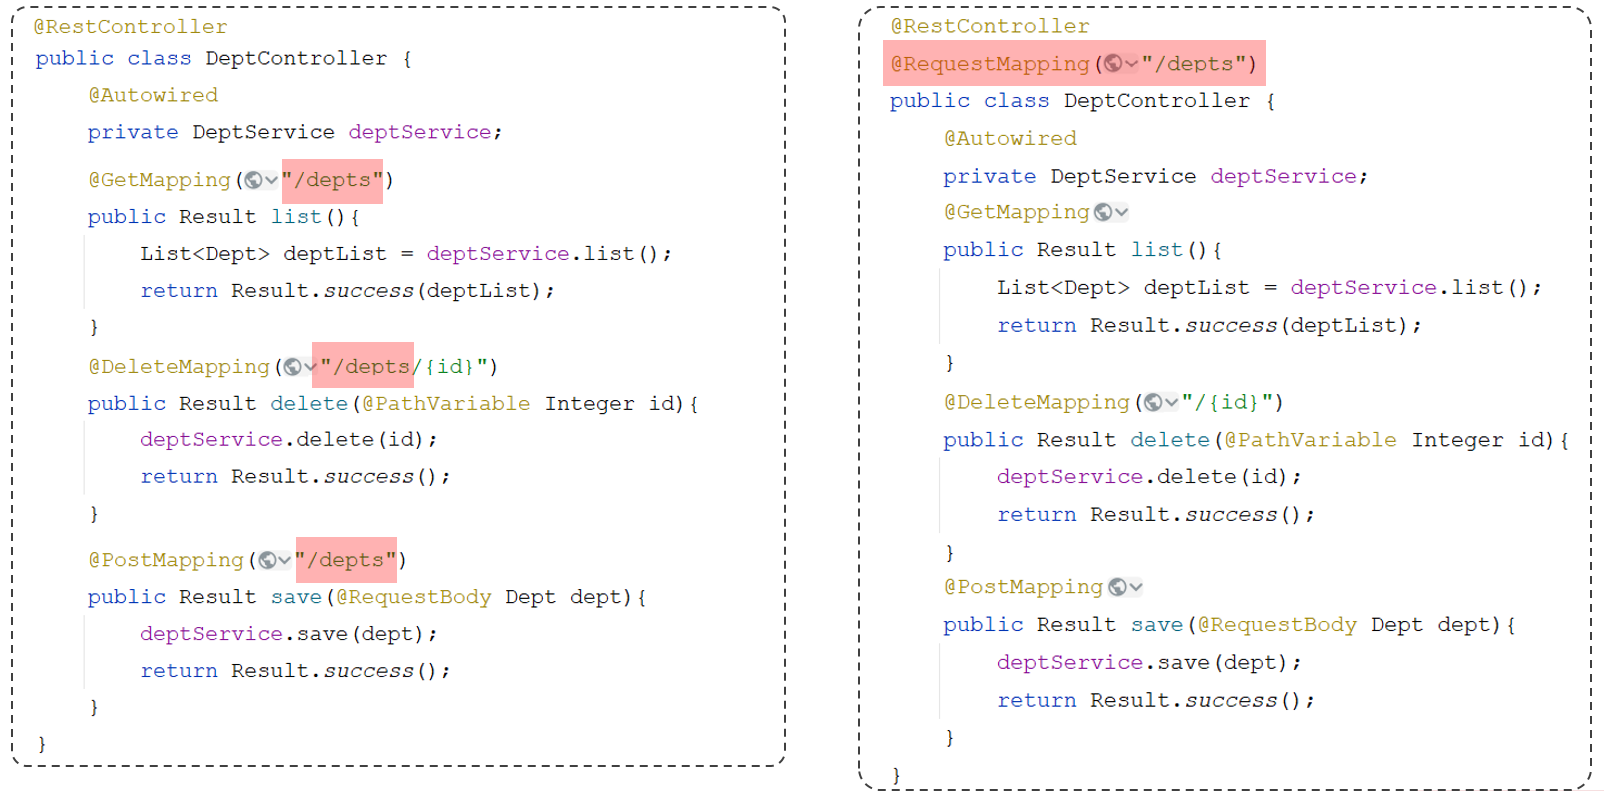 @RestController
public class DeptController {
@Autowired
private DeptService deptService;
@GetMapping("/depts")
public Result list(){
List<Dept> deptList = deptService.list();
return Result.success(deptList);
}
@DeleteMapping("/depts/{id}")
public Result delete(@PathVariable Integer id){
deptService.delete(id);
return Result.success();
}
@PostMapping("/depts")
public Result save(@RequestBody Dept dept){
deptService.save(dept);
return Result.success();
}
}
@RestController
@RequestMapping("/depts")
public class DeptController {
@Autowired
private DeptService deptService;
@GetMapping
public Result list(){
List<Dept> deptList = deptService.list();
return Result.success(deptList);
}
@DeleteMapping("/{id}")
public Result delete(@PathVariable Integer id){
deptService.delete(id);
return Result.success();
}
@PostMapping
public Result save(@RequestBody Dept dept){
deptService.save(dept);
return Result.success();
}
}